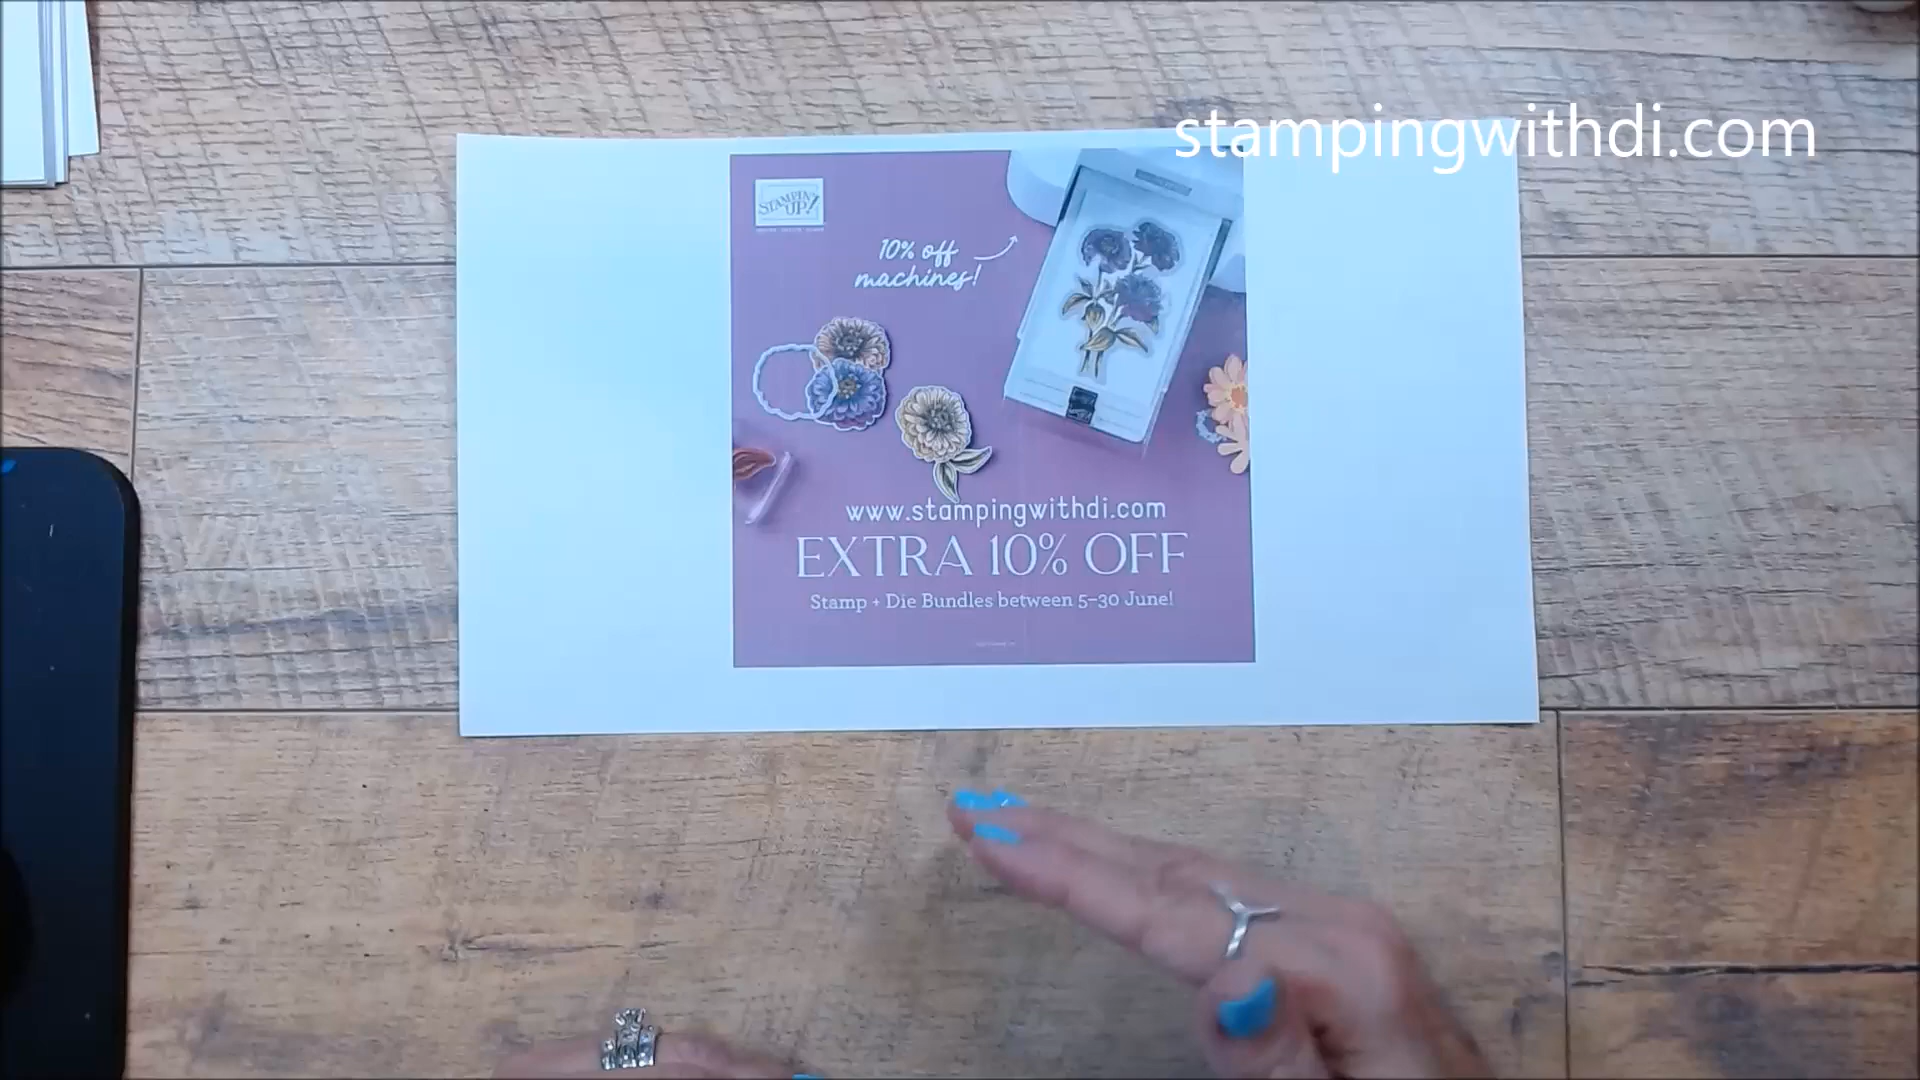 stampingwithdi.com
STAMPIN' UP!
10% off
machines!
www.stampingwithdi.com
EXTRA 10% OFF
Stamp + Die Bundles between 5–30 June!